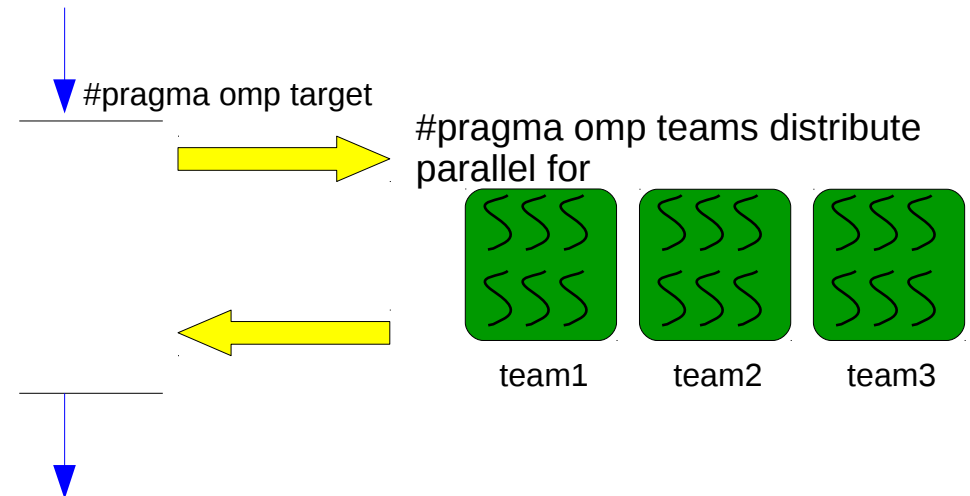 #pragma omp target
#pragma omp teams distribute
parallel for
team1
team2
team3